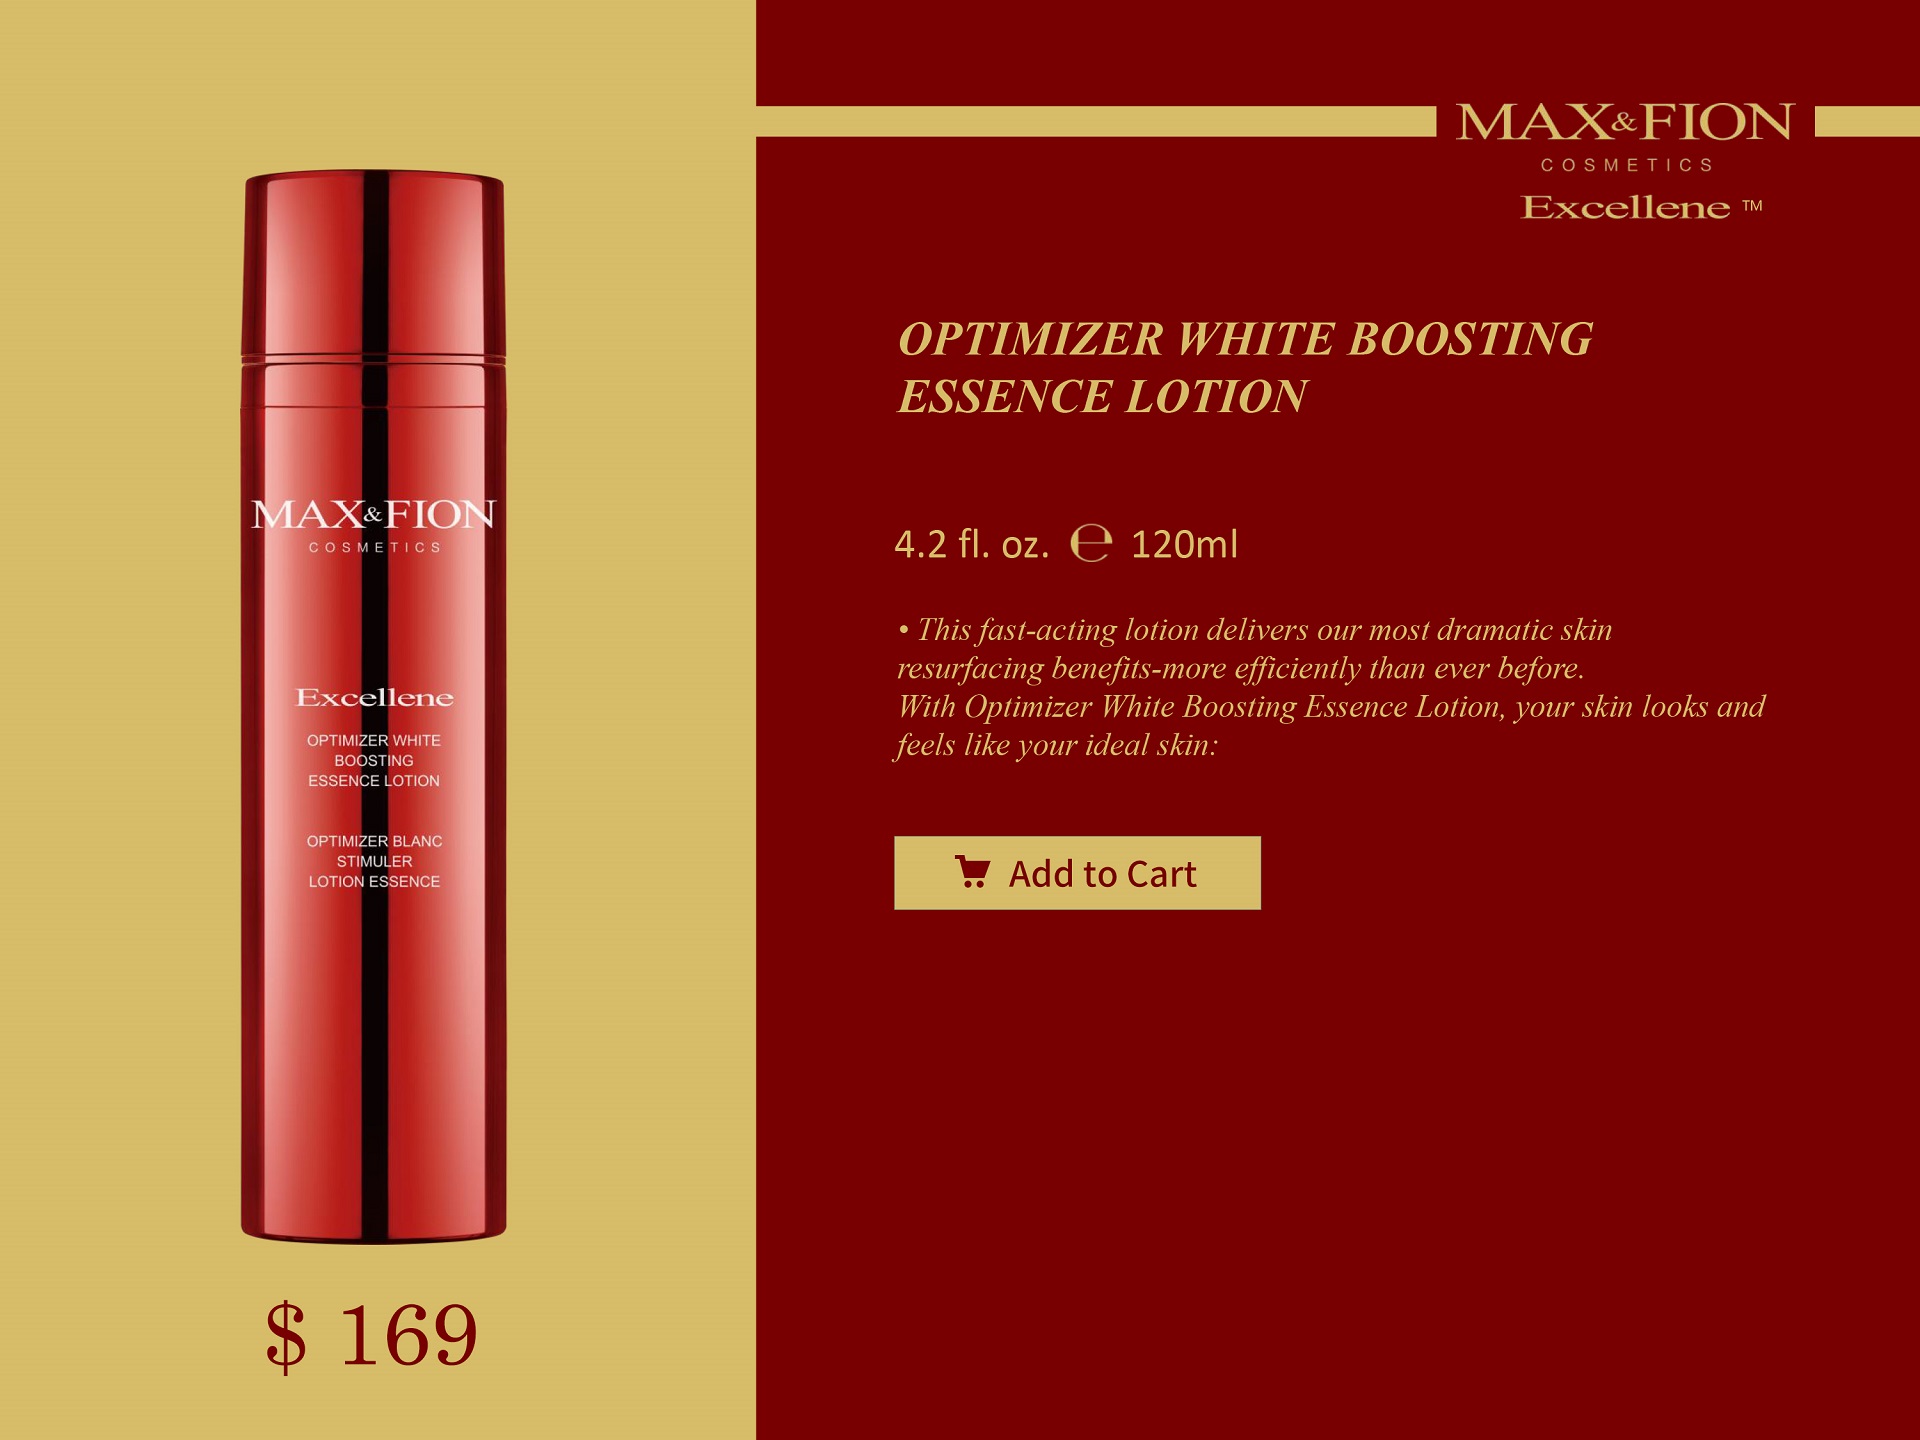 MAX&FION
COSMETICS
Excellene ™
OPTIMIZER WHITE BOOSTING
ESSENCE LOTION
4.2 fl. oz. ℮ 120ml
• This fast-acting lotion delivers our most dramatic skin
resurfacing benefits-more efficiently than ever before.
With Optimizer White Boosting Essence Lotion, your skin looks and
feels like your ideal skin:
Add to Cart
MAX&FION
COSMETICS
Excellene
OPTIMIZER WHITE
BOOSTING
ESSENCE LOTION
OPTIMIZER BLANC
STIMULER
LOTION ESSENCE
$ 169